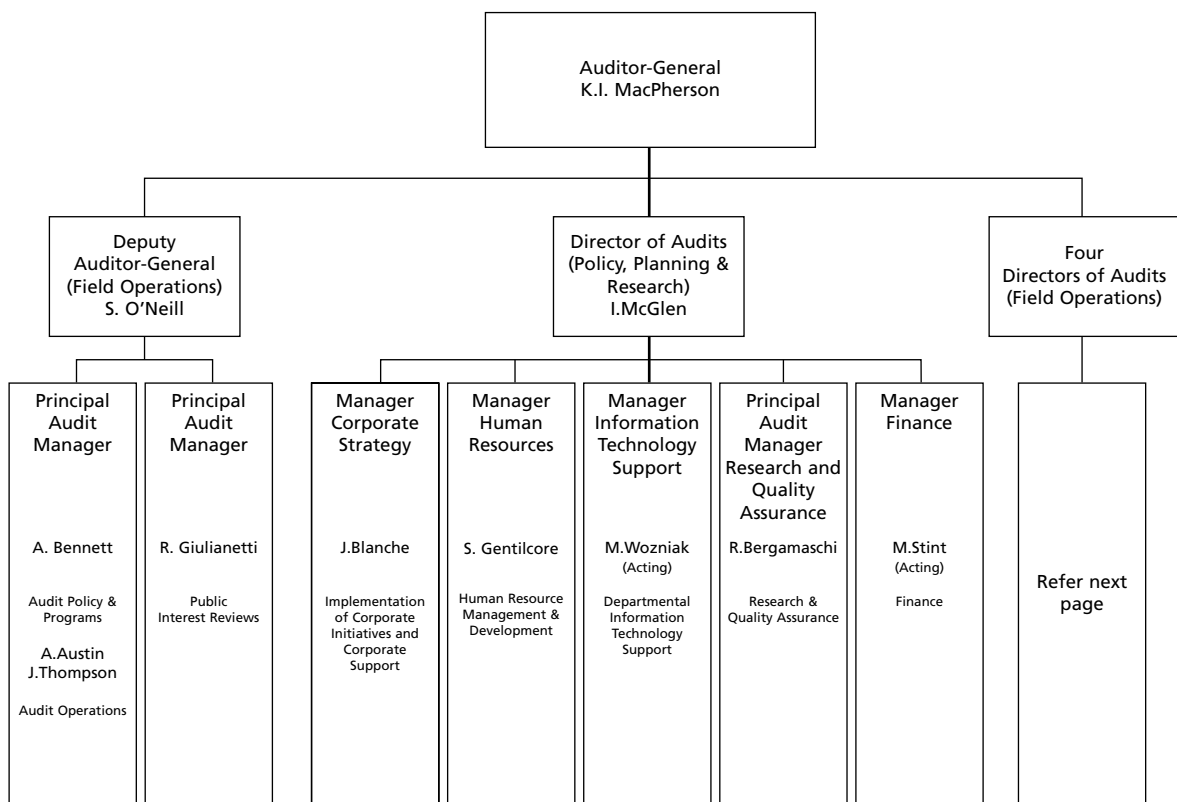 Auditor-General
K.I. MacPherson
Deputy
Auditor-General
(Field Operations)
S. O’Neill
Director of Audits
(Policy, Planning &
Research)
I.McGlen
Four
Directors of Audits
(Field Operations)
Principal
Audit
Manager
A. Bennett
Audit Policy &
Programs
A.Austin
J.Thompson
Audit Operations
Principal
Audit
Manager
R. Giulianetti
Public
Interest Reviews
Manager
Corporate
Strategy
J.Blanche
Implementation
of Corporate
Initiatives and
Corporate
Support
Manager
Human
Resources
S. Gentilcore
Human Resource
Management &
Development
Manager
Information
Technology
Support
M.Wozniak
(Acting)
Departmental
Information
Technology
Support
Principal
Audit
Manager
Research and
Quality
Assurance
R.Bergamaschi
Research &
Quality Assurance
Manager
Finance
M.Stint
(Acting)
Finance
Refer next
page